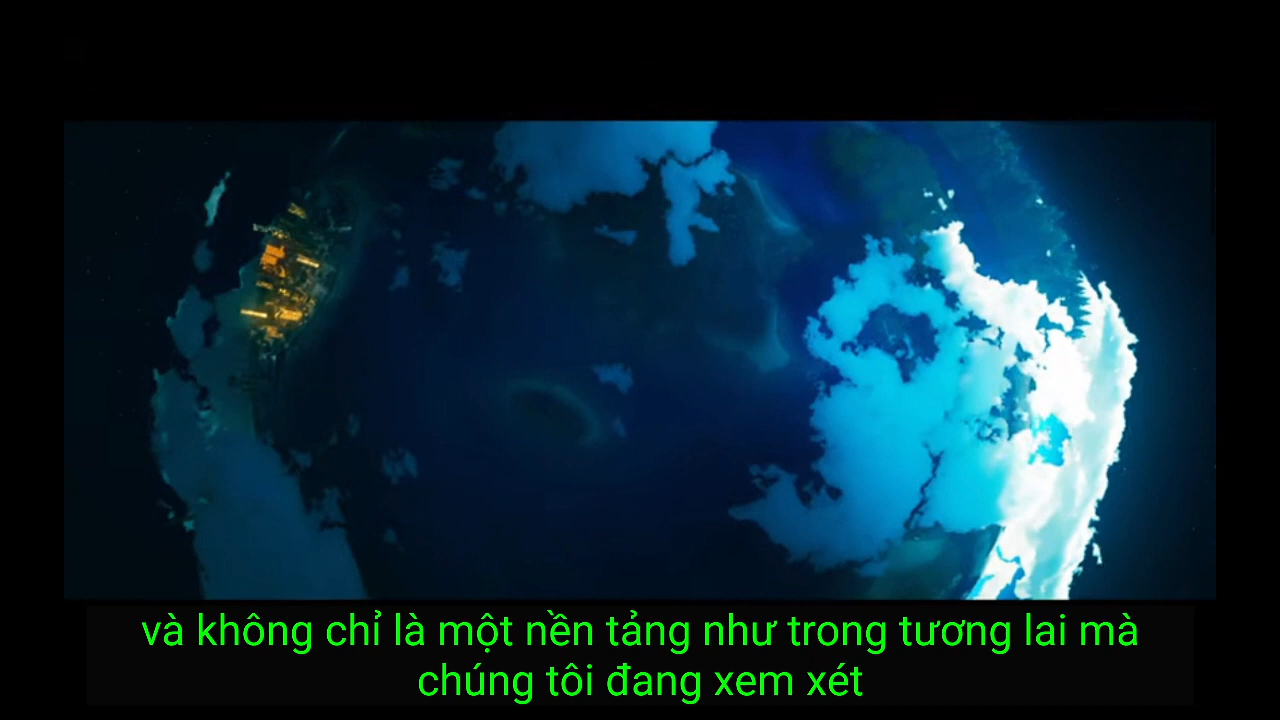 và không chỉ là một nền tảng như trong tương lai mà
chúng tôi đang xem xét